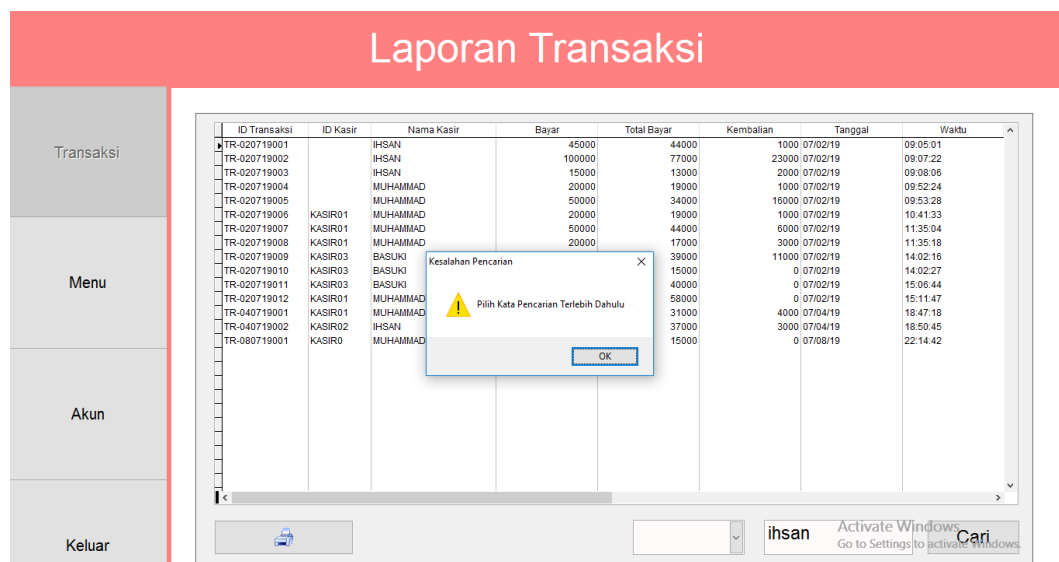 Laporan Transaksi
Transaksi
Menu
Akun
Keluar
ID Transaksi ID Kasir Nama Kasir Bayar Total Bayar Kembalian Tanggal Waktu
TR-020719001 IHSAN 45000 44000 1000 07/02/19 09:05:01
TR-020719002 IHSAN 100000 77000 23000 07/02/19 09:07:22
TR-020719003 IHSAN 15000 13000 2000 07/02/19 09:08:06
TR-020719004 MUHAMMAD 20000 19000 1000 07/02/19 09:52:24
TR-020719005 MUHAMMAD 50000 34000 16000 07/02/19 09:53:28
TR-020719006 KASIR01 MUHAMMAD 20000 19000 1000 07/02/19 10:41:33
TR-020719007 KASIR01 MUHAMMAD 50000 44000 6000 07/02/19 11:35:04
TR-020719008 KASIR01 MUHAMMAD 20000 17000 3000 07/02/19 11:35:18
TR-020719009 KASIR03 BASUKI 39000 11000 07/02/19 14:02:16
TR-020719010 KASIR03 BASUKI 15000 0 07/02/19 14:02:27
TR-020719011 KASIR03 BASUKI 40000 0 07/02/19 15:06:44
TR-020719012 KASIR01 MUHAMMAD 58000 0 07/02/19 15:11:47
TR-040719001 KASIR01 MUHAMMAD 31000 4000 07/04/19 18:47:18
TR-040719002 KASIR02 IHSAN 37000 3000 07/04/19 18:50:45
TR-080719001 KASIR0 MUHAMMAD 15000 0 07/08/19 22:14:42
Kesalahan Pencarian
Pilih Kata Pencarian Terlebih Dahulu
OK
ihsan
Cari
Activate Windows
Go to Settings to activate Windows.